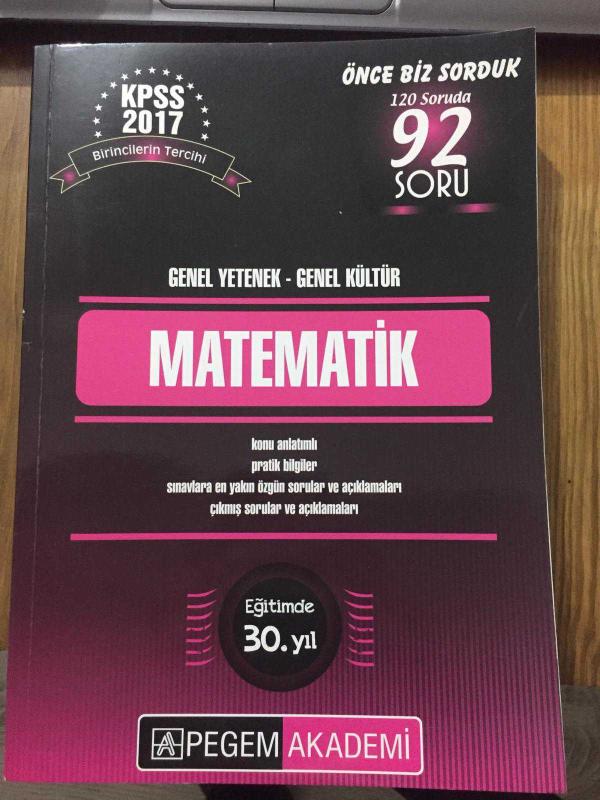 KPSS
2017
Birincilerin Tercihi
ÖNCE BİZ SORDUK
120 Soruda
92
SORU
GENEL YETENEK - GENEL KÜLTÜR
MATEMATİK
konu anlatımlı
pratik bilgiler
sınavlara en yakın özgün sorular ve açıklamaları
çıkmış sorular ve açıklamaları
Eğitimde
30. yıl
PEGEM AKADEMİ